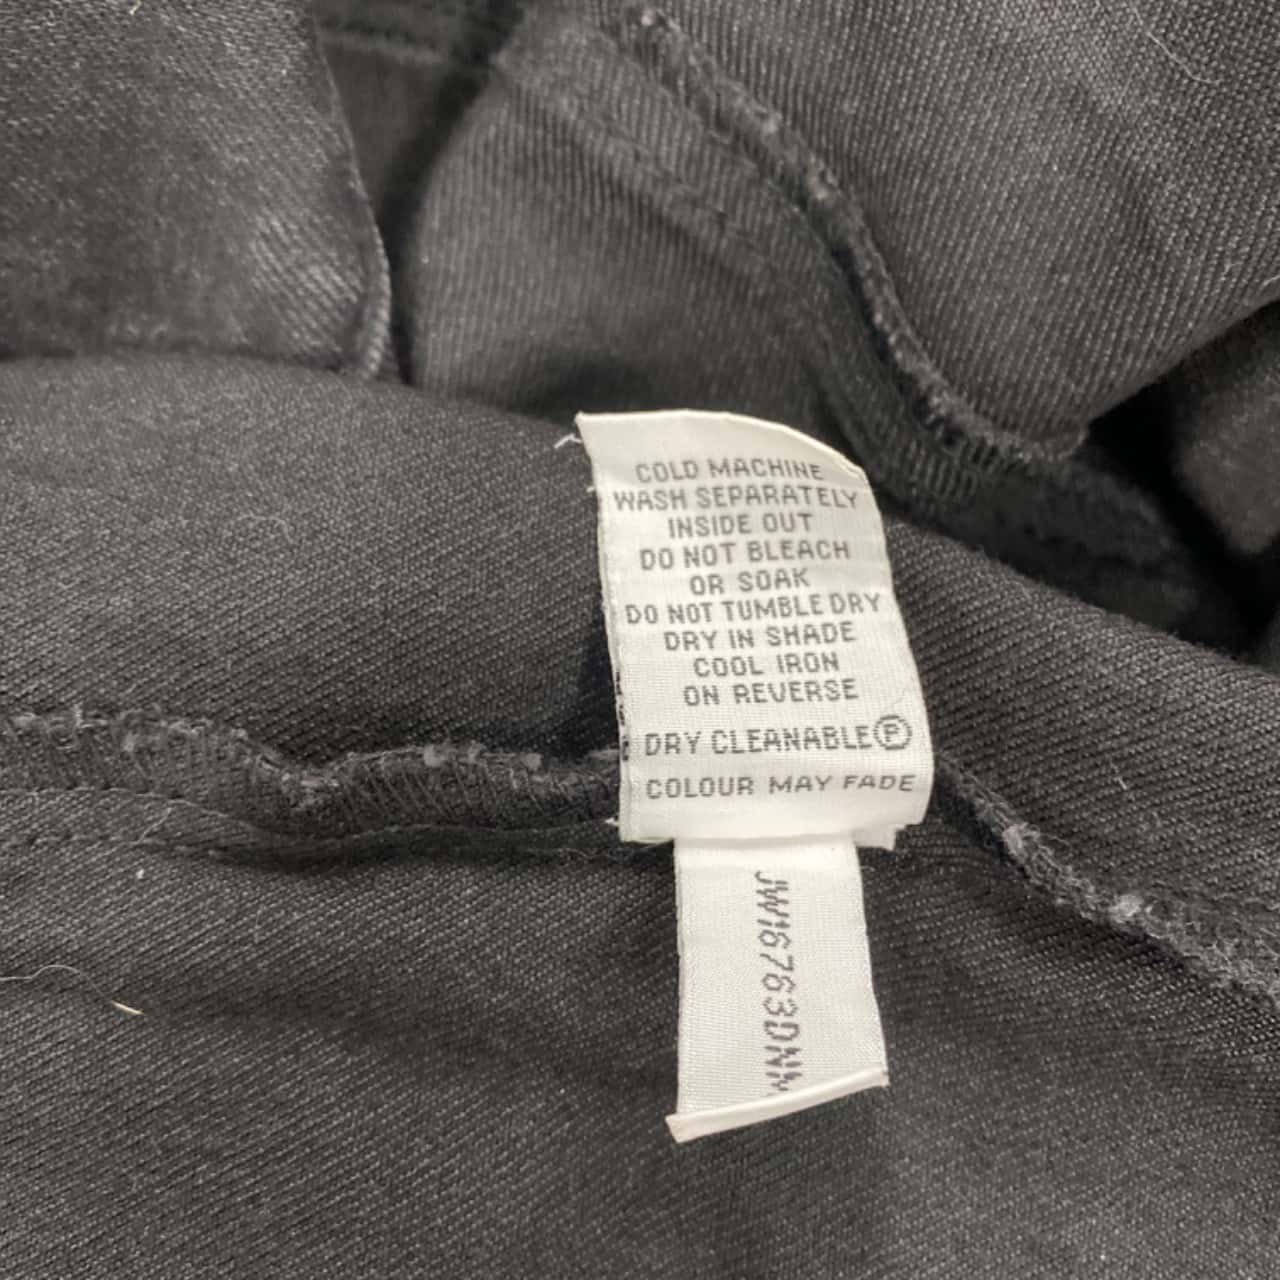 COLD MACHINE
WASH SEPARATELY
INSIDE OUT
DO NOT BLEACH
OR SOAK
DO NOT TUMBLE DRY
DRY IN SHADE
COOL IRON
ON REVERSE
DRY CLEANABLE Ⓟ
COLOUR MAY FADE